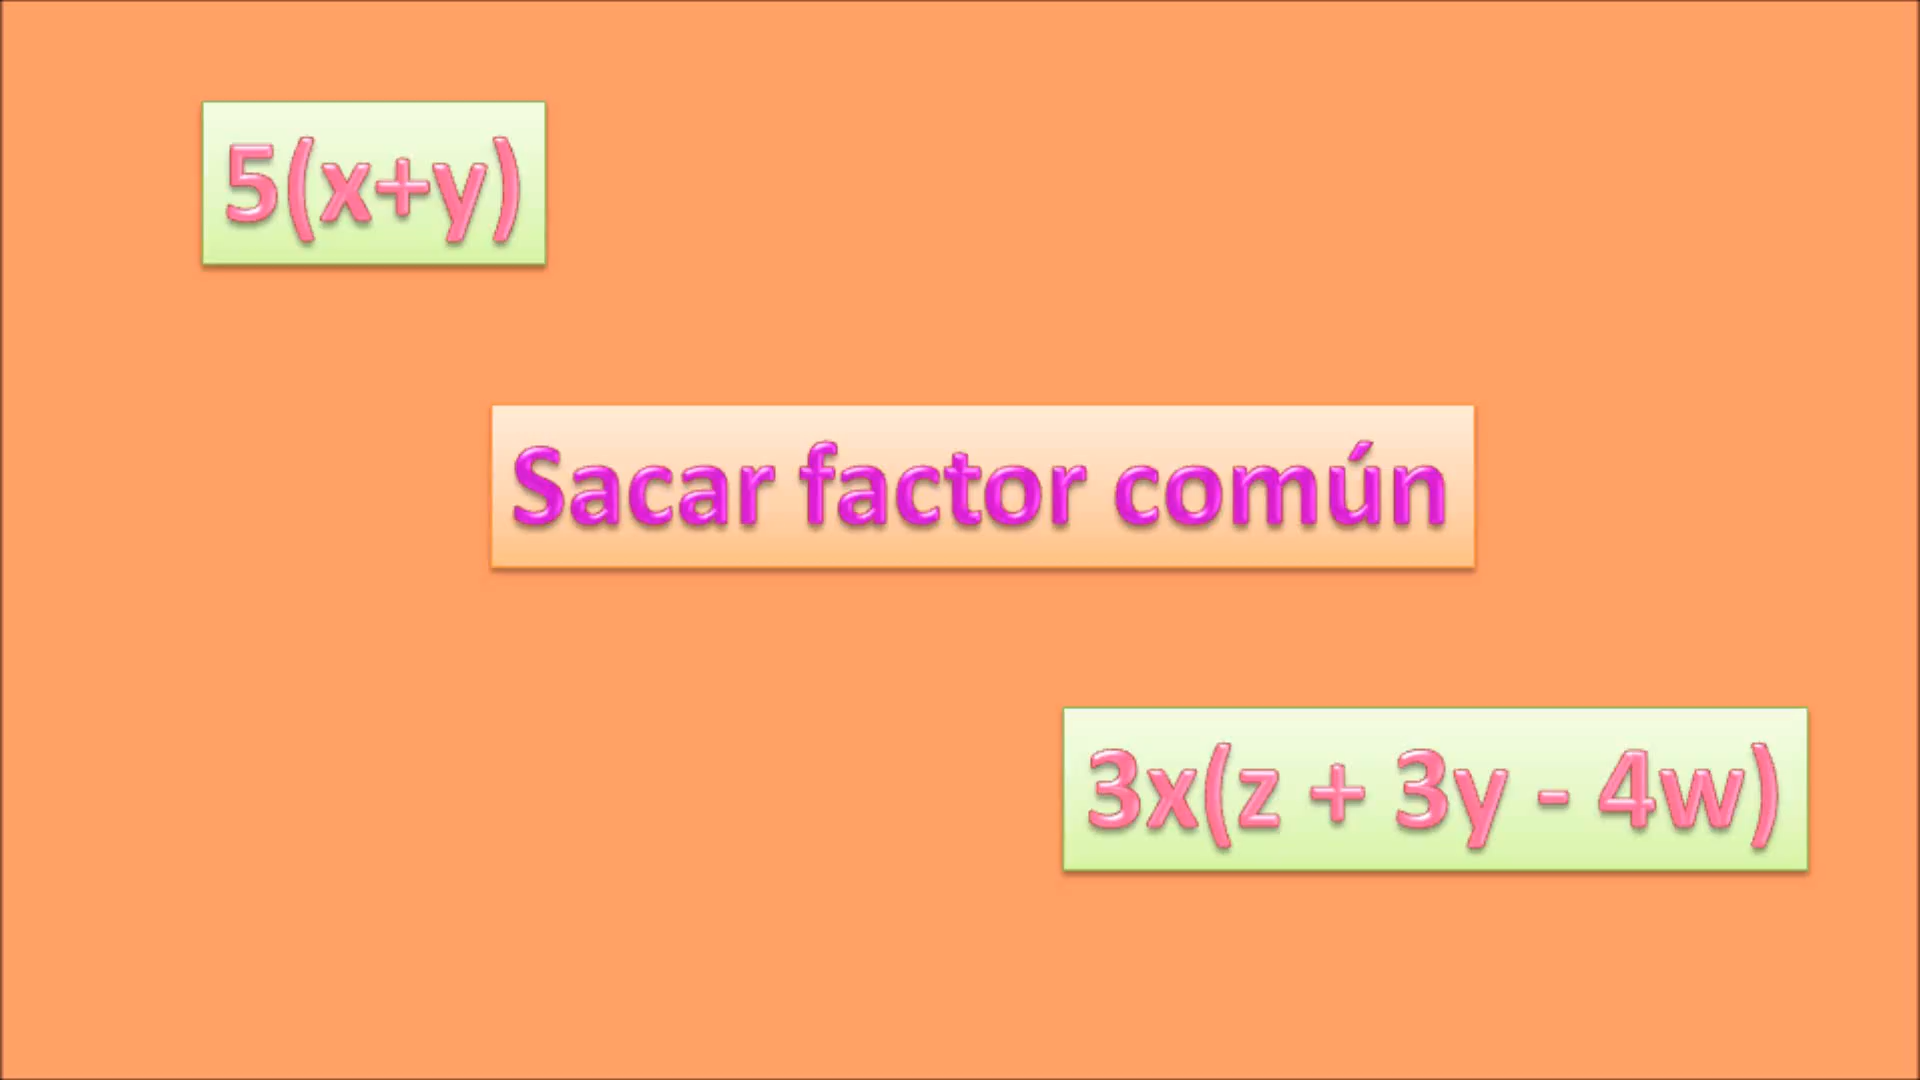 5(x+y)
Sacar factor común
3x(z + 3y - 4w)